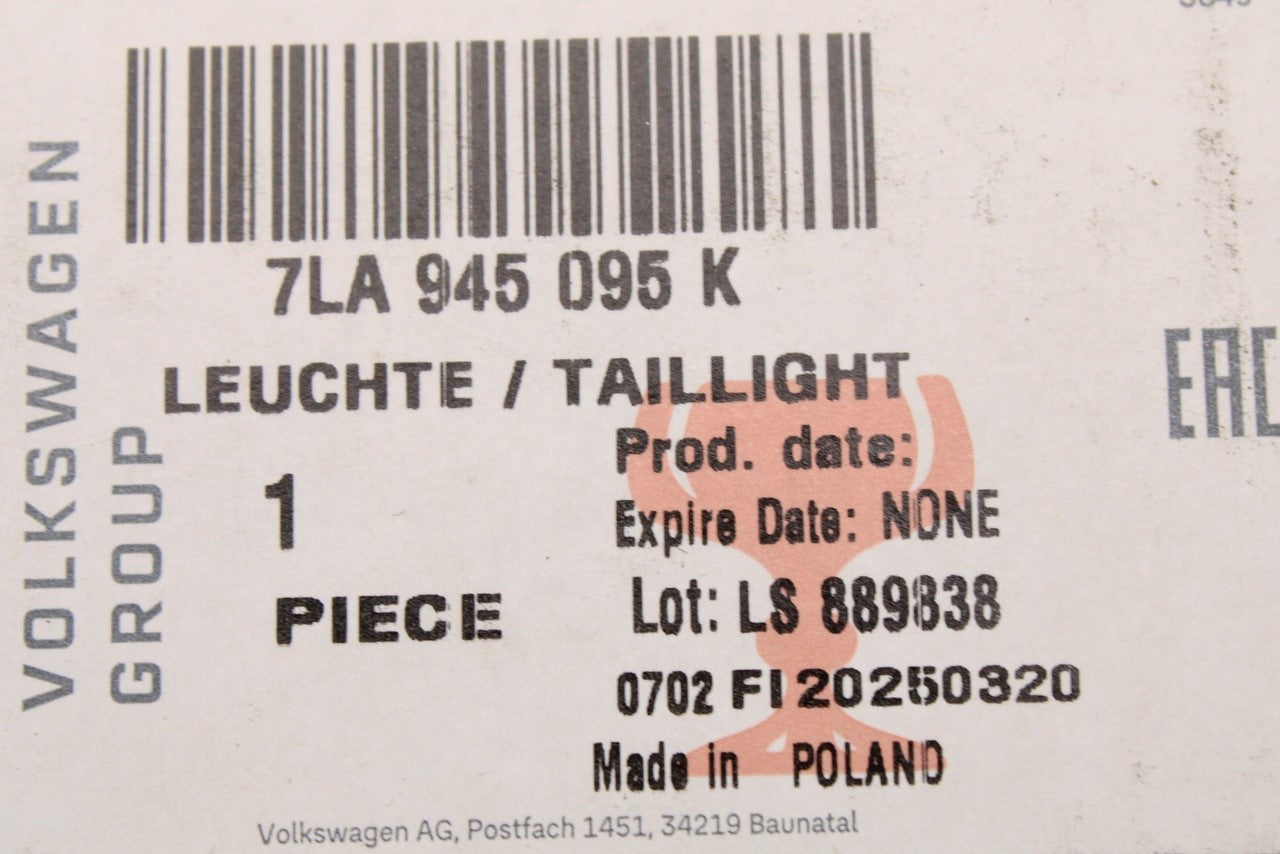 VOLKSWAGEN
GROUP
7LA 945 095 K
LEUCHTE / TAILLIGHT
1
PIECE
Prod. date:
Expire Date: NONE
Lot: LS 889838
0702 FI 20250320
Made in POLAND
Volkswagen AG, Postfach 1451, 34219 Baunatal
EAC